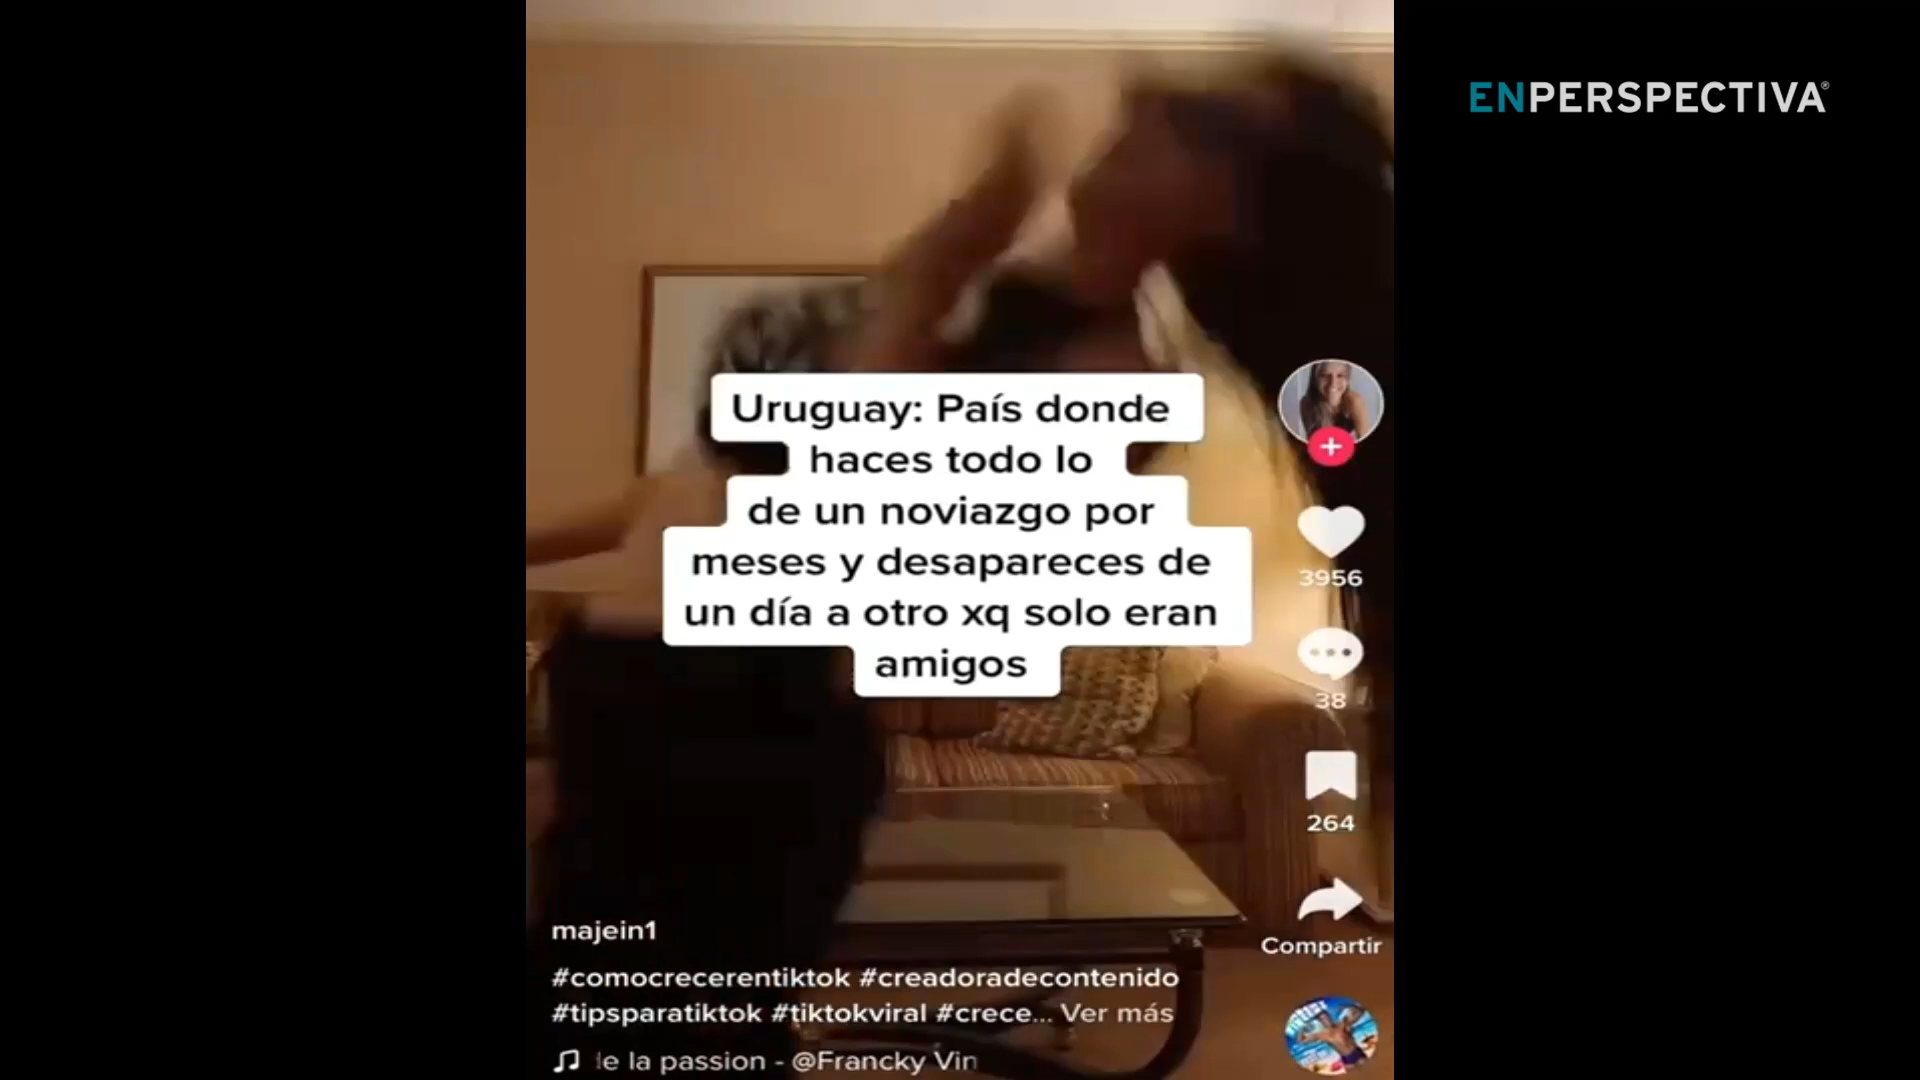 ENPERSPECTIVA®
Uruguay: País donde
haces todo lo
de un noviazgo por
meses y desapareces de
un día a otro xq solo eran
amigos
3956
38
264
Compartir
majein1
#comocrecerentiktok #creadoradecontenido
#tipsparatiktok #tiktokviral #crece... Ver más
le la passion - @Francky Vin